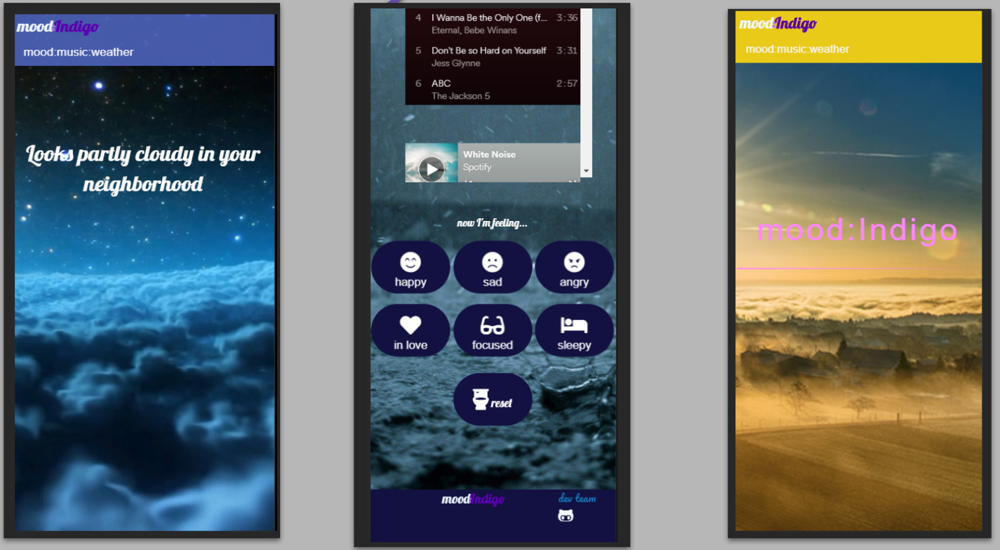 moodIndigo
mood:music:weather
Looks partly cloudy in your
neighborhood
4 I Wanna Be the Only One (f... 3:36
Eternal, Bebe Winans
5 Don't Be so Hard on Yourself 3:31
Jess Glynne
6 ABC 2:57
The Jackson 5
White Noise
Spotify
now I'm feeling...
happy sad angry
in love focused sleepy
reset
moodIndigo dev team
moodIndigo
mood:music:weather
mood:Indigo